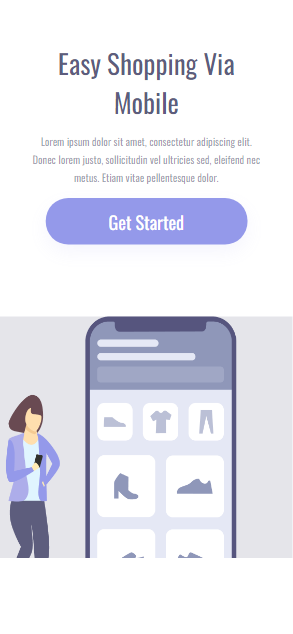 Easy Shopping Via
Mobile
Lorem ipsum dolor sit amet, consectetur adipiscing elit.
Donec lorem justo, sollicitudin vel ultricies sed, eleifend nec
metus. Etiam vitae pellentesque dolor.
Get Started